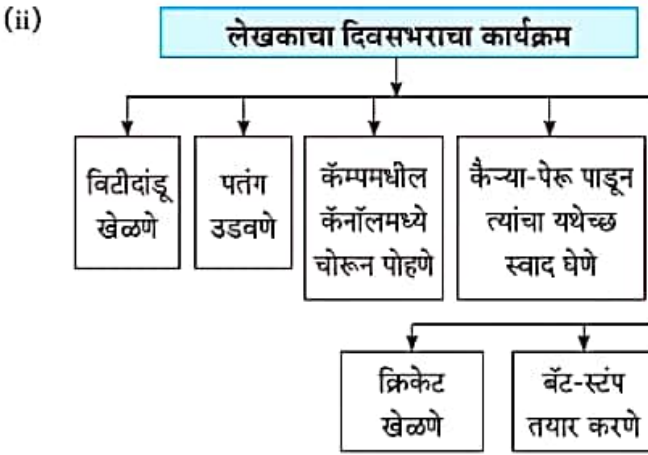 (ii)
लेखकाचा दिवसभराचा कार्यक्रम
विटीदांडू
खेळणे
पतंग
उडवणे
कॅम्पमधील
कॅनॉलमध्ये
चोरून पोहणे
कैऱ्या-पेरू पाडून
त्यांचा यथेच्छ
स्वाद घेणे
क्रिकेट
खेळणे
बॅट-स्टंप
तयार करणे